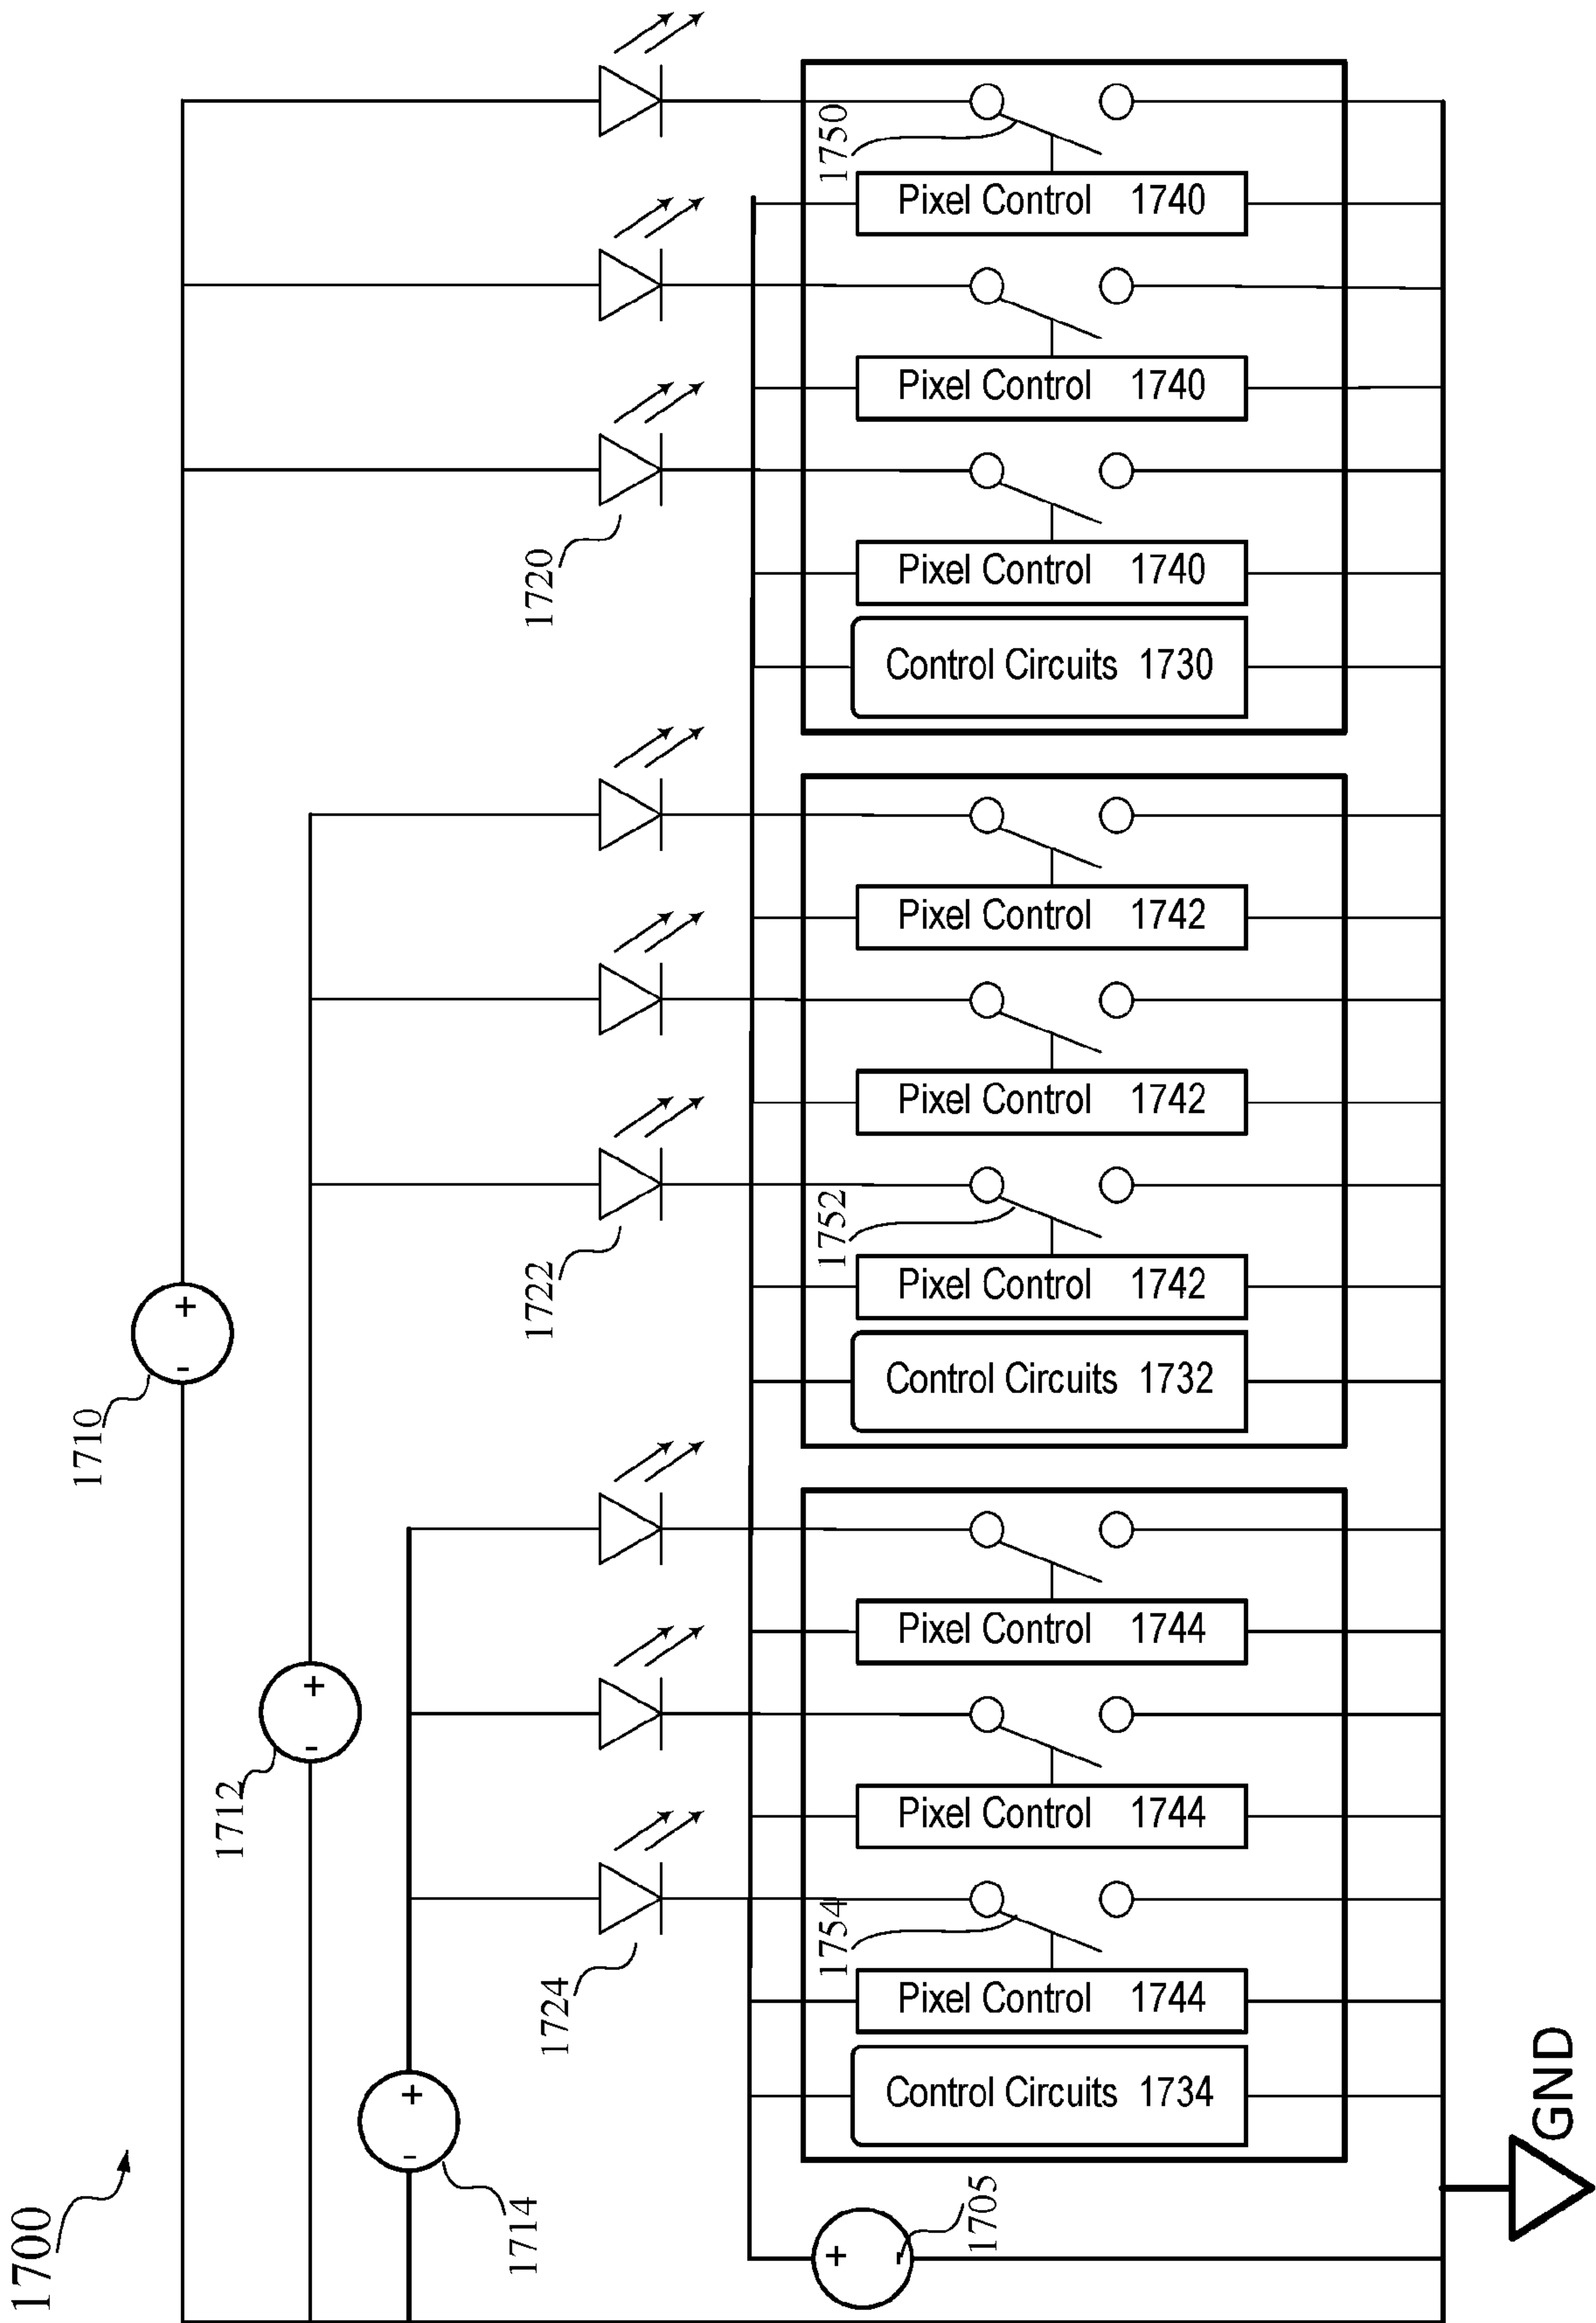 1700
1710
1712
1714
1720
1722
1724
1750
Pixel Control 1740
Pixel Control 1740
Pixel Control 1740
Control Circuits 1730
Pixel Control 1742
Pixel Control 1742
1752
Pixel Control 1742
Control Circuits 1732
Pixel Control 1744
Pixel Control 1744
1754
Pixel Control 1744
Control Circuits 1734
1705
+
-
+
-
+
-
+
-
GND